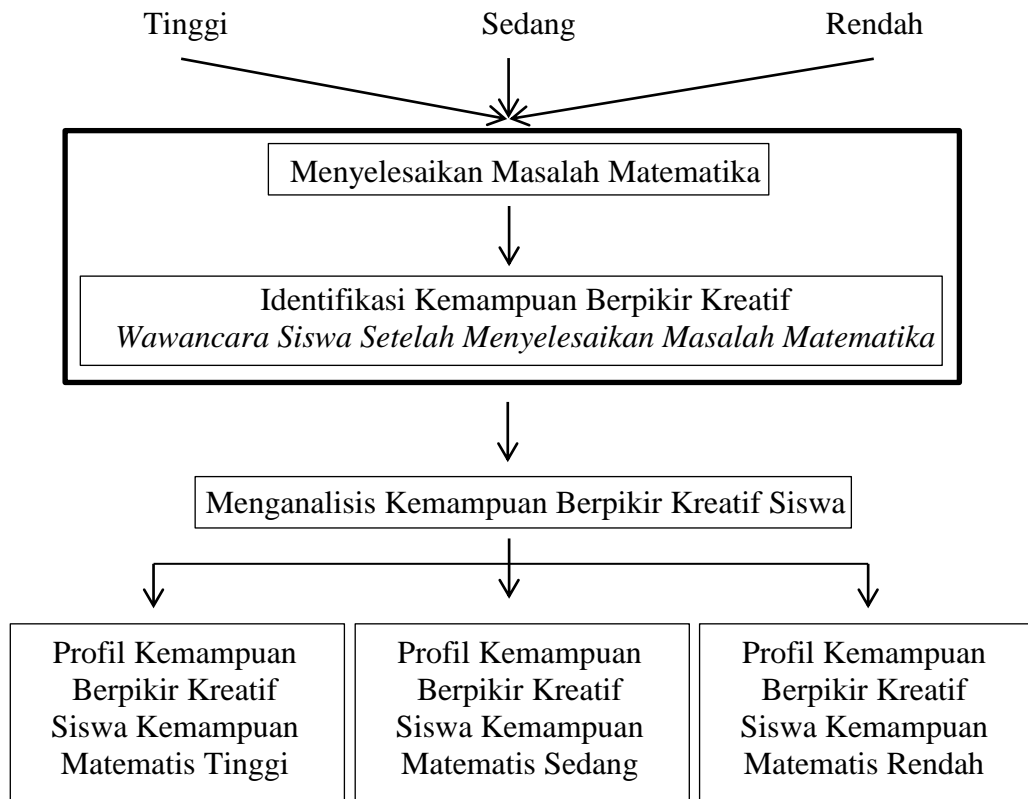 Tinggi
Sedang
Rendah
Menyelesaikan Masalah Matematika
Identifikasi Kemampuan Berpikir Kreatif
Wawancara Siswa Setelah Menyelesaikan Masalah Matematika
Menganalisis Kemampuan Berpikir Kreatif Siswa
Profil Kemampuan
Berpikir Kreatif
Siswa Kemampuan
Matematis Tinggi
Profil Kemampuan
Berpikir Kreatif
Siswa Kemampuan
Matematis Sedang
Profil Kemampuan
Berpikir Kreatif
Siswa Kemampuan
Matematis Rendah